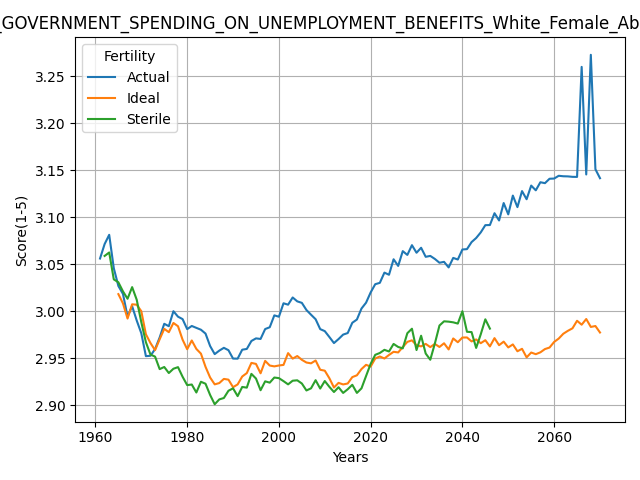 _GOVERNMENT_SPENDING_ON_UNEMPLOYMENT_BENEFITS_White_Female_Ab
Fertility
Actual
Ideal
Sterile
3.25
3.20
3.15
3.10
3.05
3.00
2.95
2.90
Score(1-5)
1960 1980 2000 2020 2040 2060
Years